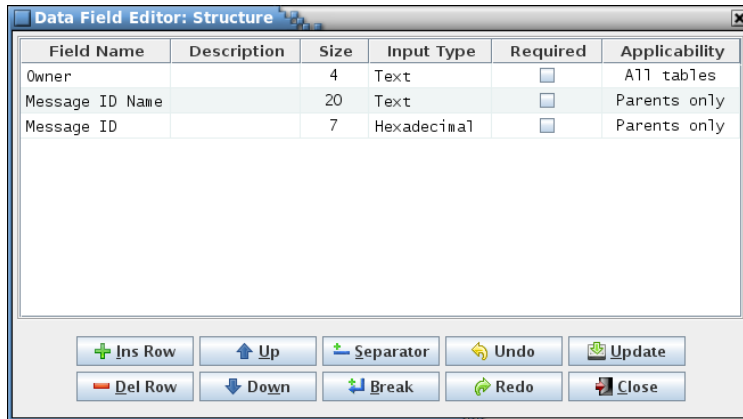 Data Field Editor: Structure
Field Name Description Size Input Type Required Applicability
Owner 4 Text All tables
Message ID Name 20 Text Parents only
Message ID 7 Hexadecimal Parents only
Ins Row Up Separator Undo Update
Del Row Down Break Redo Close